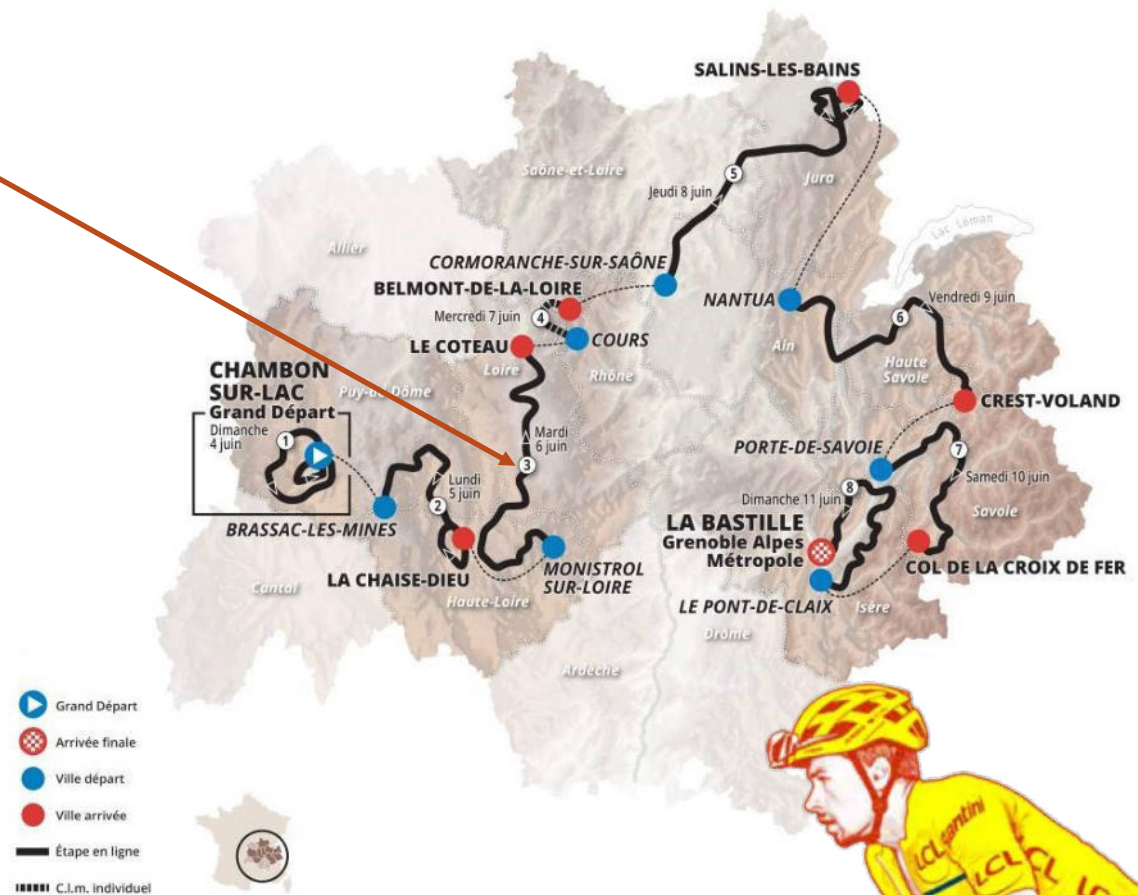 SALINS-LES-BAINS
Saône-et-Loire
5
Jura
Jeudi 8 juin
Lac Léman
Allier
CORMORANCHE-SUR-SAÔNE
BELMONT-DE-LA-LOIRE
NANTUA
Vendredi 9 juin
Mercredi 7 juin
4
6
COURS
LE COTEAU
Ain
Loire
Rhône
Haute
Savoie
CHAMBON
SUR-LAC
Grand Départ
Puy-de-Dôme
CREST-VOLAND
Dimanche
4 juin
1
Mardi
6 juin
PORTE-DE-SAVOIE
3
7
Lundi
5 juin
Samedi 10 juin
2
8
Dimanche 11 juin
BRASSAC-LES-MINES
LA BASTILLE
Grenoble Alpes
Métropole
Savoie
LA CHAISE-DIEU
MONISTROL
SUR-LOIRE
COL DE LA CROIX DE FER
Cantal
Haute-Loire
LE PONT-DE-CLAIX
Isère
Drôme
Ardèche
Grand Départ
Arrivée finale
Ville départ
Ville arrivée
Étape en ligne
C.l.m. individuel
LCL
LCL
CL
LCL